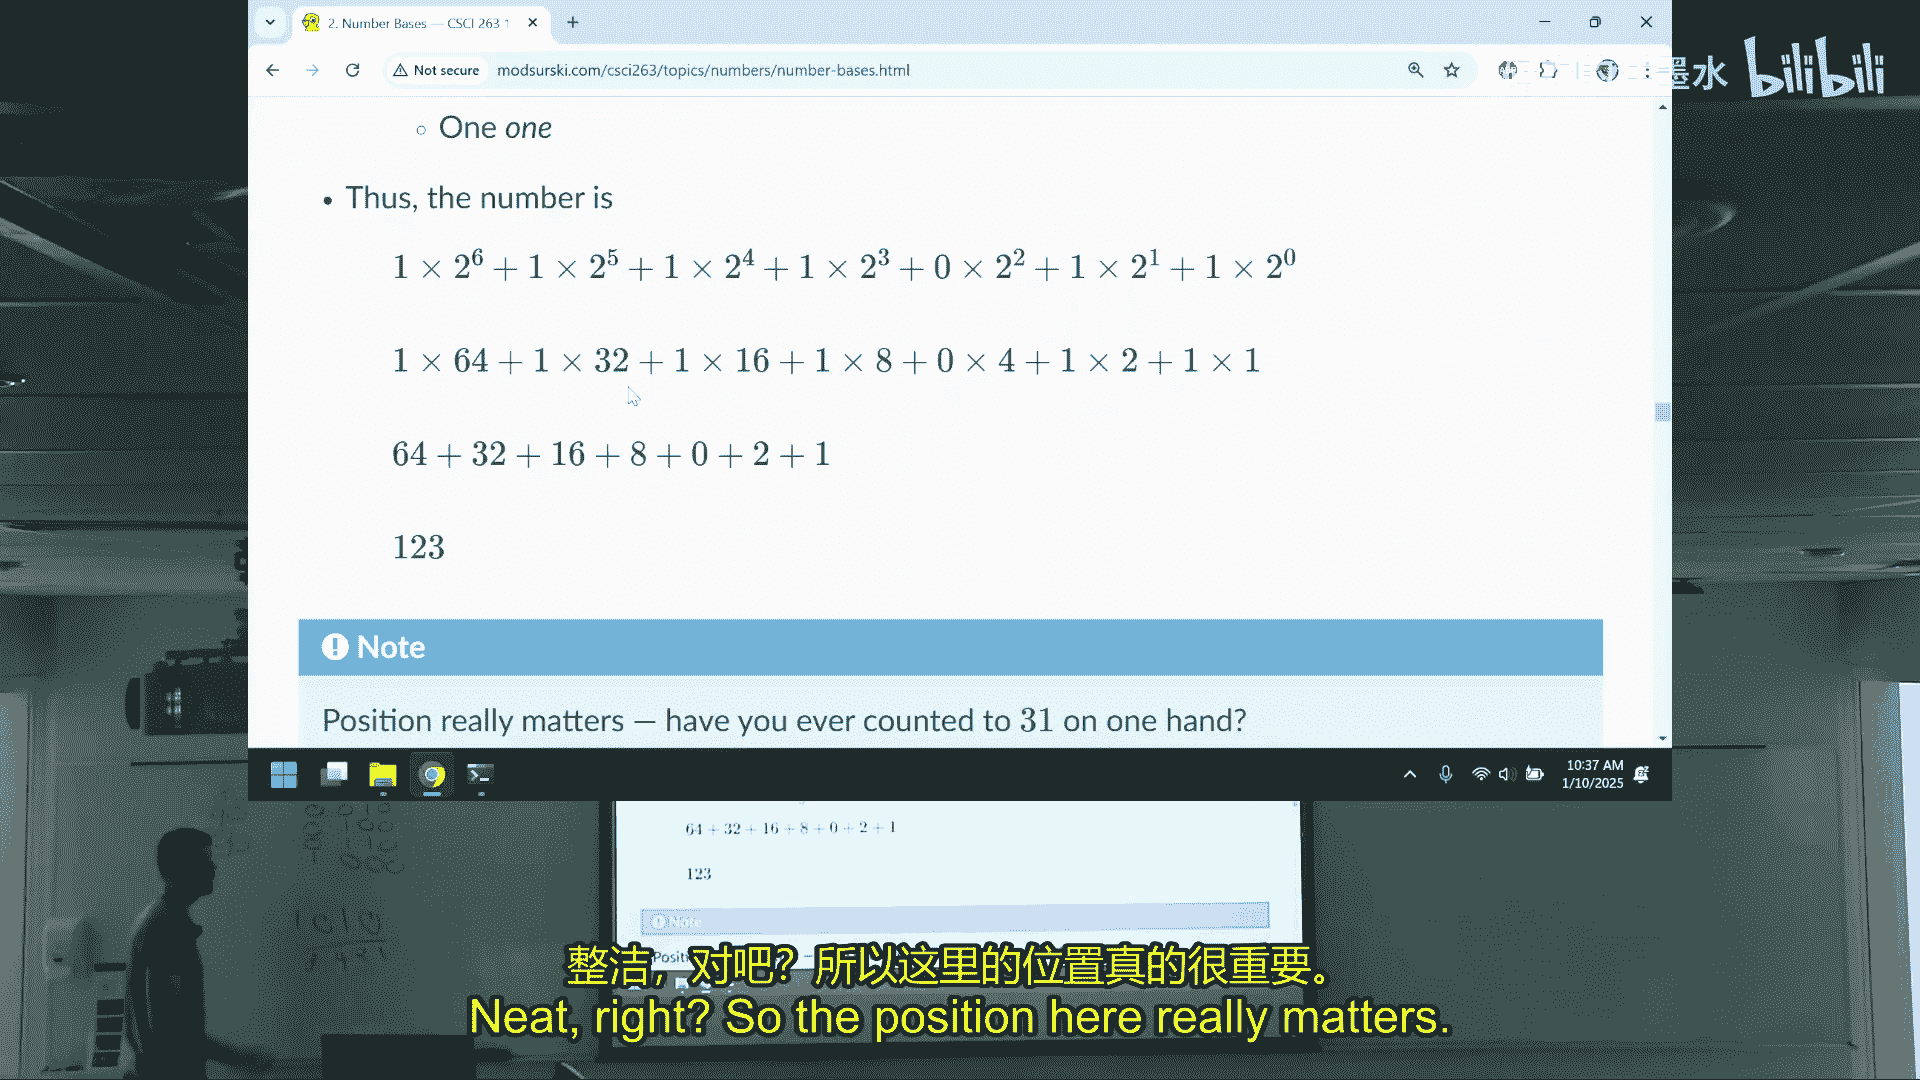 2. Number Bases — CSCI 263 1
Not secure
modsurski.com/csci263/topics/numbers/number-bases.html
墨水 bilibili
One one
Thus, the number is
1 × 2⁶ + 1 × 2⁵ + 1 × 2⁴ + 1 × 2³ + 0 × 2² + 1 × 2¹ + 1 × 2⁰
1 × 64 + 1 × 32 + 1 × 16 + 1 × 8 + 0 × 4 + 1 × 2 + 1 × 1
64 + 32 + 16 + 8 + 0 + 2 + 1
123
Note
Position really matters — have you ever counted to 31 on one hand?
10:37 AM
1/10/2025
64 + 32 + 16 + 8 + 0 + 2 + 1
123
Note
1010
整洁，对吧？所以这里的位置真的很重要。
Neat, right? So the position here really matters.